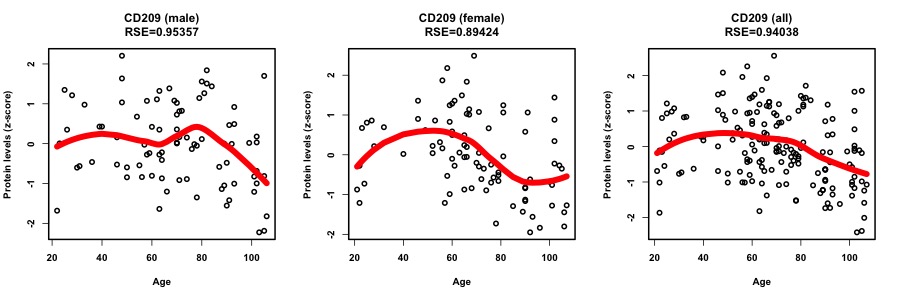 CD209 (male)
RSE=0.95357
Protein levels (z-score)
2
1
0
-1
-2
20 40 60 80 100
Age
CD209 (female)
RSE=0.89424
Protein levels (z-score)
2
1
0
-1
-2
20 40 60 80 100
Age
CD209 (all)
RSE=0.94038
Protein levels (z-score)
2
1
0
-1
-2
20 40 60 80 100
Age